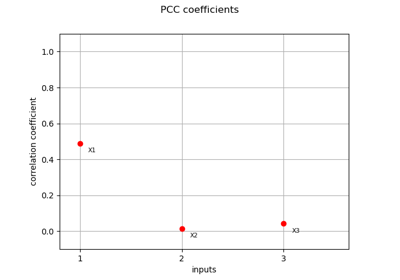 PCC coefficients
1.0
0.8
0.6
0.4
0.2
0.0
correlation coefficient
X1
X2
X3
1 2 3
inputs